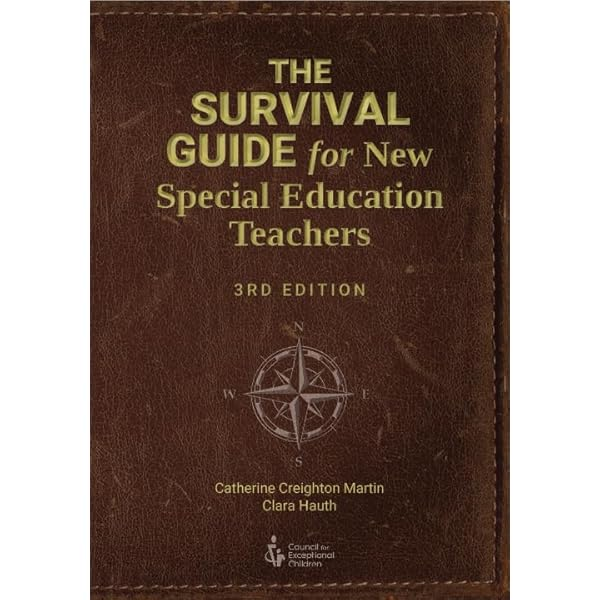 THE
SURVIVAL
GUIDE for New
Special Education
Teachers
3RD EDITION
N
W E
S
Catherine Creighton Martin
Clara Hauth
Council for
Exceptional
Children